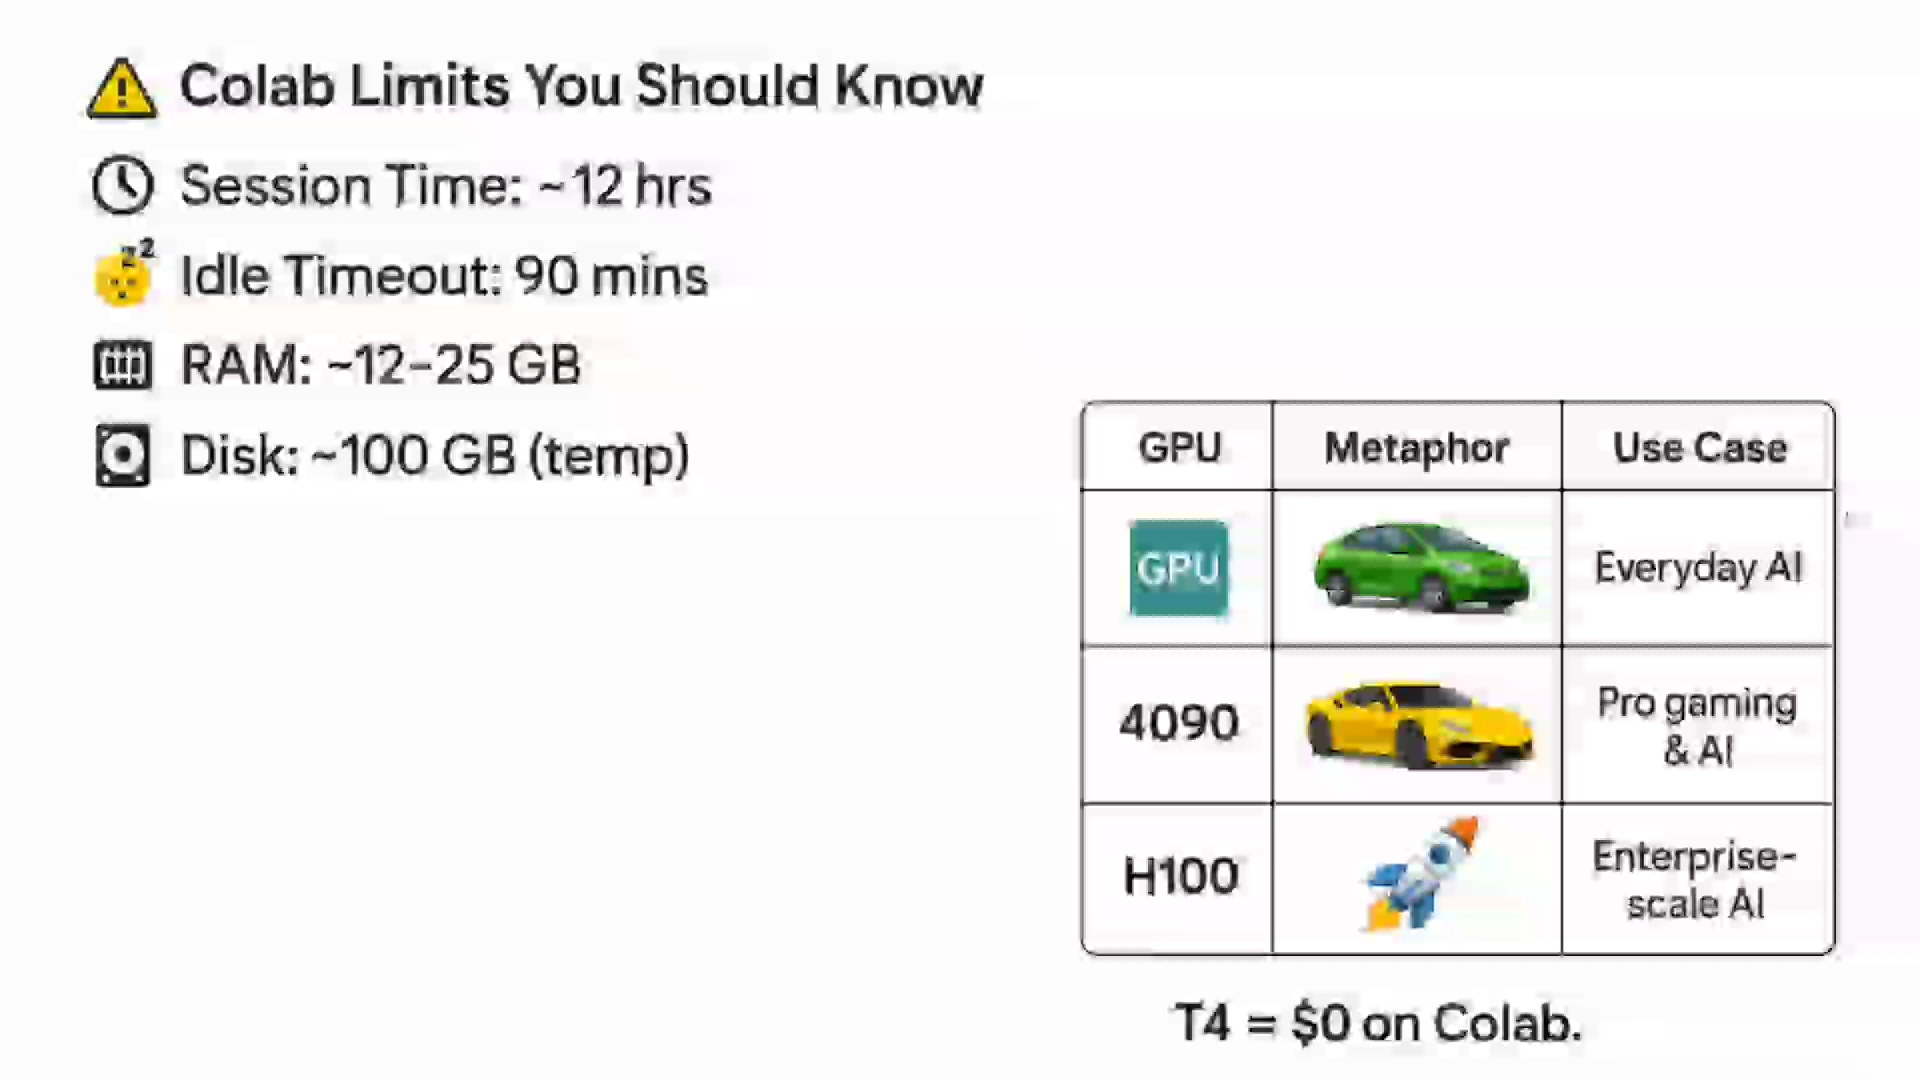 Colab Limits You Should Know
Session Time: ~12 hrs
zz
Idle Timeout: 90 mins
RAM: ~12–25 GB
Disk: ~100 GB (temp)
GPU Metaphor Use Case
GPU Everyday AI
4090 Pro gaming
& AI
H100 Enterprise-
scale AI
T4 = $0 on Colab.